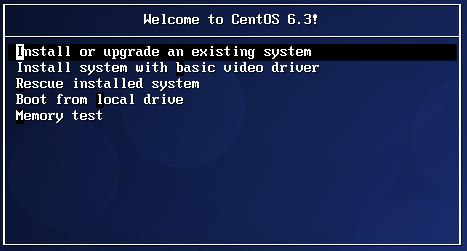 Welcome to CentOS 6.3!
Install or upgrade an existing system
Install system with basic video driver
Rescue installed system
Boot from local drive
Memory test